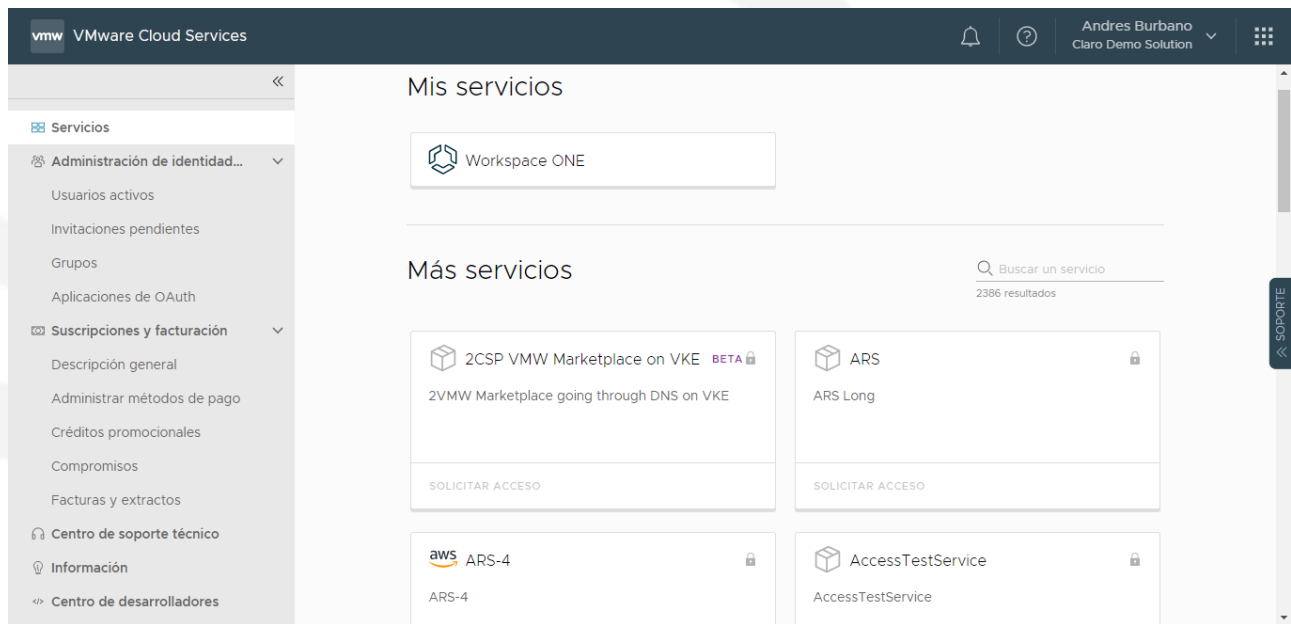 vmw VMware Cloud Services
Andres Burbano
Claro Demo Solution
Servicios
Administración de identidad...
Usuarios activos
Invitaciones pendientes
Grupos
Aplicaciones de OAuth
Suscripciones y facturación
Descripción general
Administrar métodos de pago
Créditos promocionales
Compromisos
Facturas y extractos
Centro de soporte técnico
Información
Centro de desarrolladores
Mis servicios
Workspace ONE
Más servicios
Buscar un servicio
2386 resultados
2CSP VMW Marketplace on VKE BETA
2VMW Marketplace going through DNS on VKE
SOLICITAR ACCESO
ARS
ARS Long
SOLICITAR ACCESO
aws ARS-4
ARS-4
AccessTestService
AccessTestService
SOPORTE